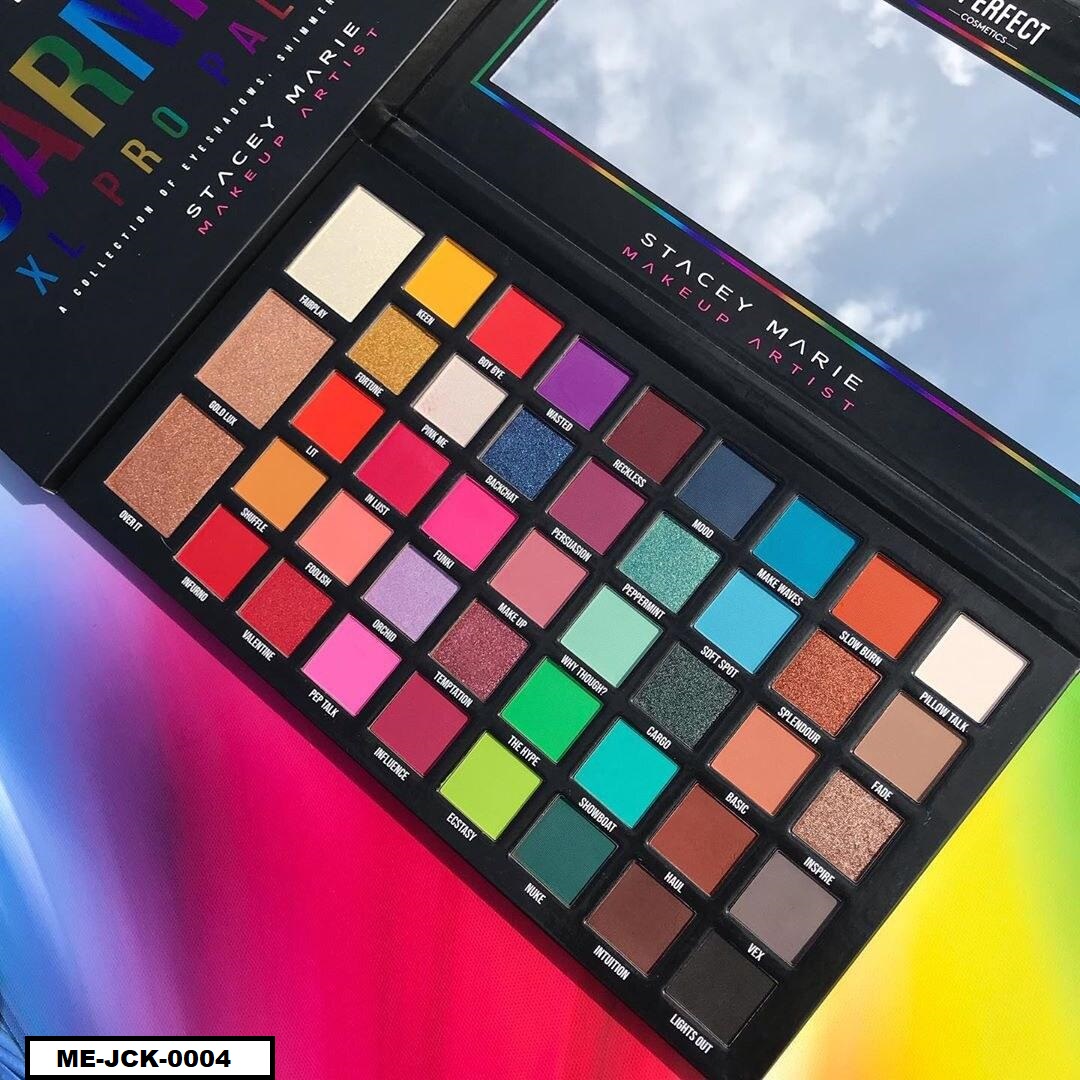 XL PRO PAL
A COLLECTION OF EYESHADOWS, SHIMMER
STACEY MARIE
MAKEUP ARTIST
PERFECT
COSMETICS
STACEY MARIE
MAKEUP ARTIST
FAIRPLAY
KEEN
BOY BYE
WASTED
RECKLESS
MOOD
MAKE WAVES
SLOW BURN
PILLOW TALK
GOLD LUX
FORTUNE
PINK ME
BACKCHAT
PERSUASION
PEPPERMINT
SOFT SPOT
SPLENDOUR
FADE
LIT
IN LUST
FUNKI
MAKE UP
WHY THOUGH?
CARGO
BASIC
INSPIRE
OVER IT
SHUFFLE
FOOLISH
ORCHID
TEMPTATION
THE HYPE
SHOWBOAT
HAUL
VEX
INFURNO
VALENTINE
PEP TALK
INFLUENCE
ECSTASY
NUKE
INTUITION
LIGHTS OUT
ME-JCK-0004